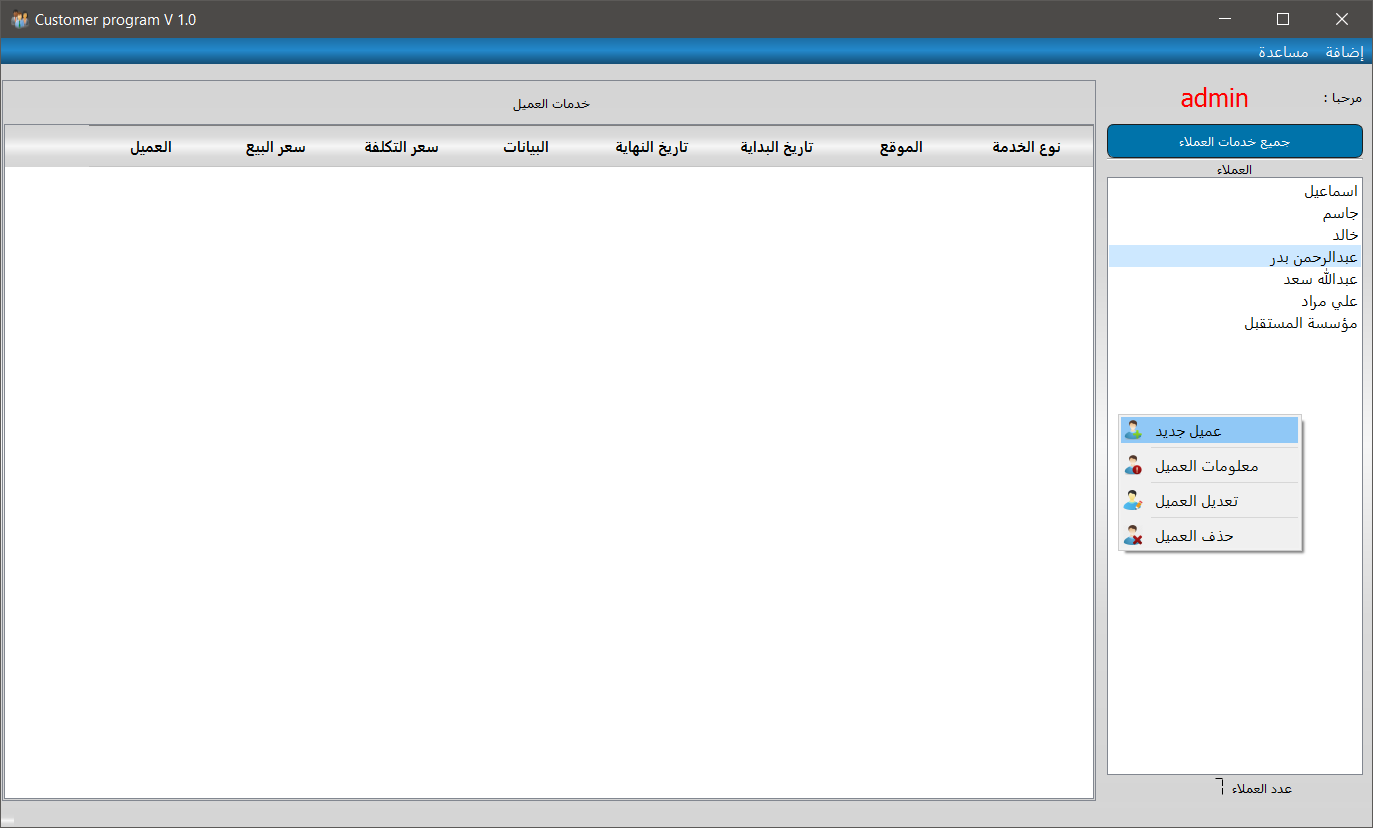 Customer program V 1.0
إضافة مساعدة
مرحبا : admin
جميع خدمات العملاء
العملاء
اسماعيل
جاسم
خالد
عبدالرحمن بدر
عبدالله سعد
علي مراد
مؤسسة المستقبل
عميل جديد
معلومات العميل
تعديل العميل
حذف العميل
عدد العملاء 7
خدمات العميل
نوع الخدمة الموقع تاريخ البداية تاريخ النهاية البيانات سعر التكلفة سعر البيع العميل